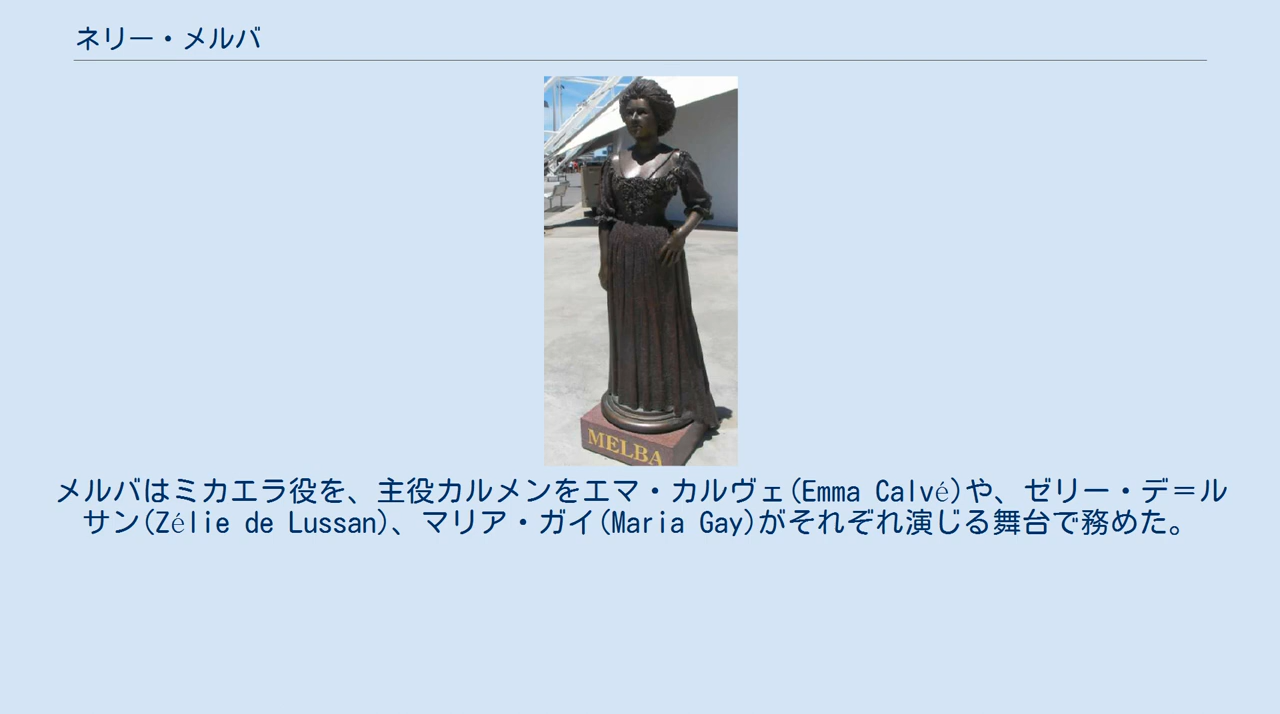 ネリー・メルバ
MELBA
メルバはミカエラ役を、主役カルメンをエマ・カルヴェ(Emma Calvé)や、ゼリー・デ＝ル
サン(Zélie de Lussan)、マリア・ガイ(Maria Gay)がそれぞれ演じる舞台で務めた。